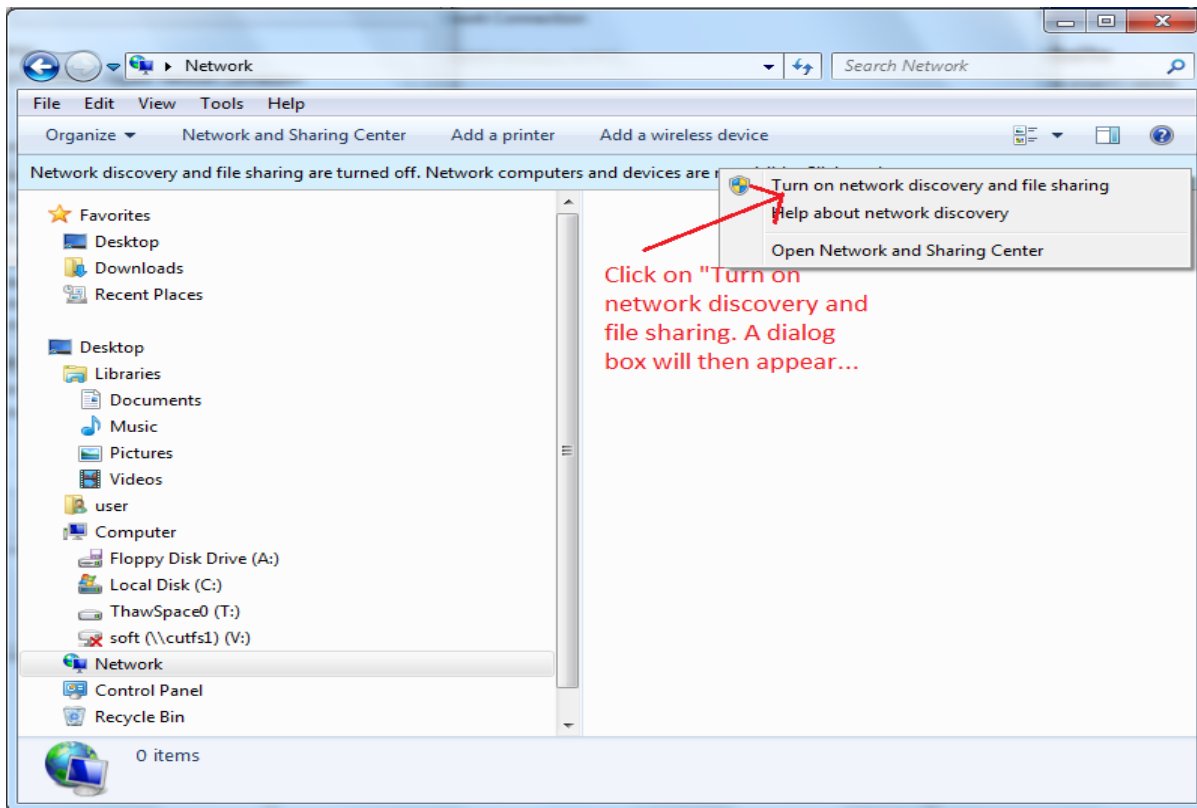 Network
Search Network
File Edit View Tools Help
Organize Network and Sharing Center Add a printer Add a wireless device
Network discovery and file sharing are turned off. Network computers and devices are
Turn on network discovery and file sharing
Help about network discovery
Open Network and Sharing Center
Click on "Turn on
network discovery and
file sharing. A dialog
box will then appear...
Favorites
Desktop
Downloads
Recent Places
Desktop
Libraries
Documents
Music
Pictures
Videos
user
Computer
Floppy Disk Drive (A:)
Local Disk (C:)
ThawSpace0 (T:)
soft (\\cutfs1) (V:)
Network
Control Panel
Recycle Bin
0 items